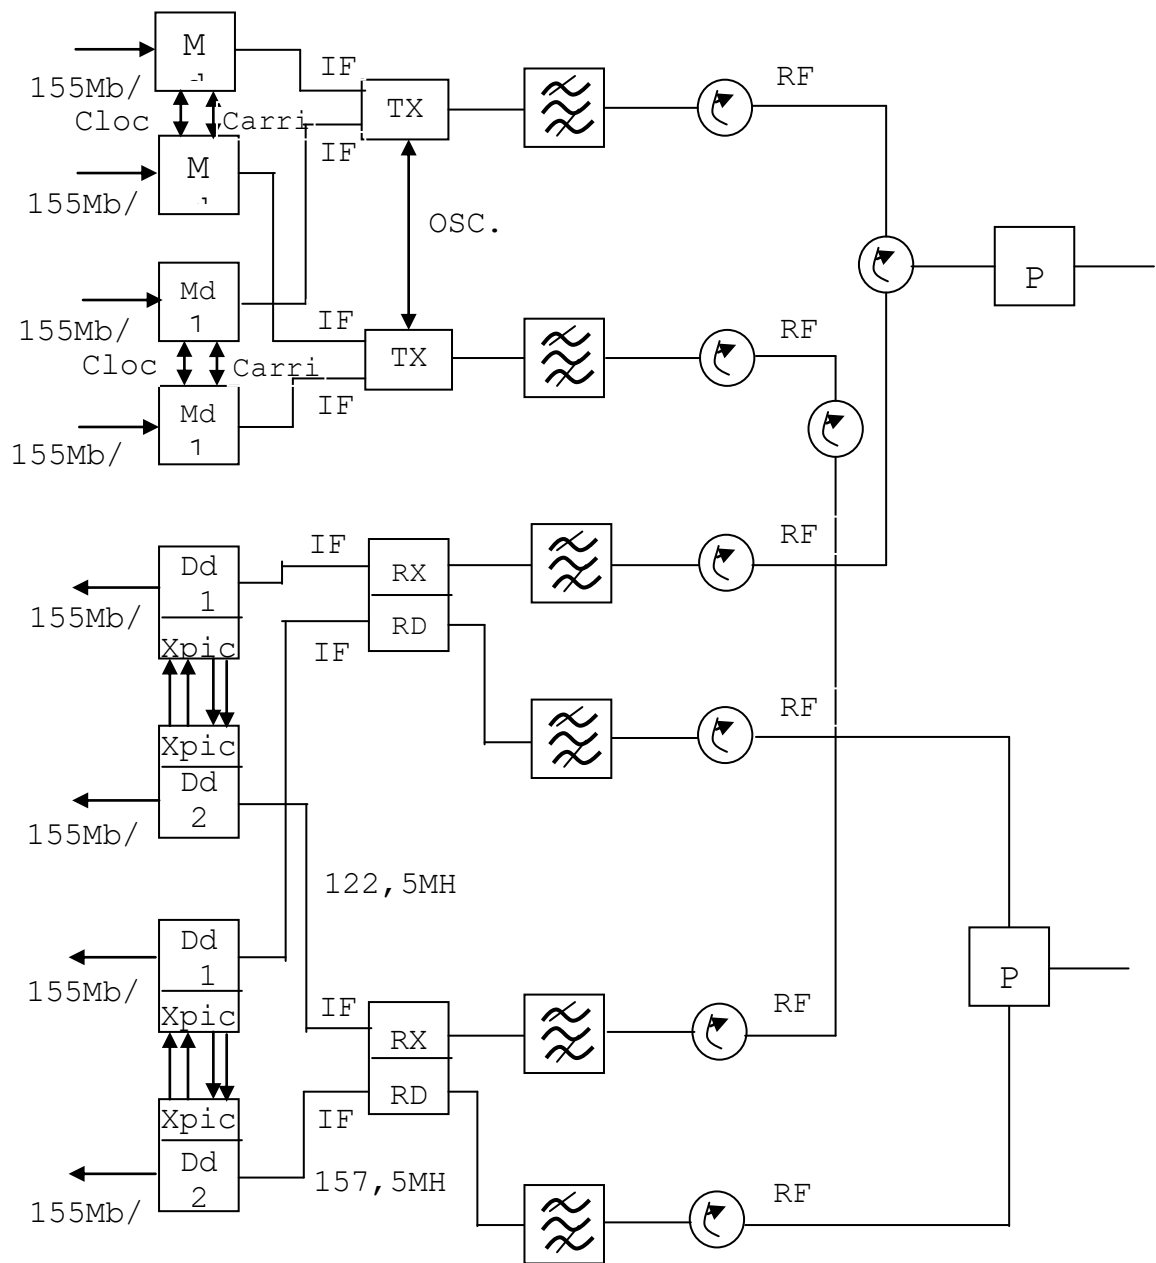 M
IF
RF
155Mb/
TX
Cloc
Carri
M
IF
155Mb/
OSC.
P
Md
1
155Mb/
IF
RF
Cloc
Carri
TX
Md
1
IF
155Mb/
RF
IF
Dd
1
RX
155Mb/
RD
Xpic
IF
RF
Xpic
Dd
2
155Mb/
122,5MH
Dd
1
P
155Mb/
IF
RF
Xpic
RX
RD
Xpic
IF
Dd
2
157,5MH
RF
155Mb/